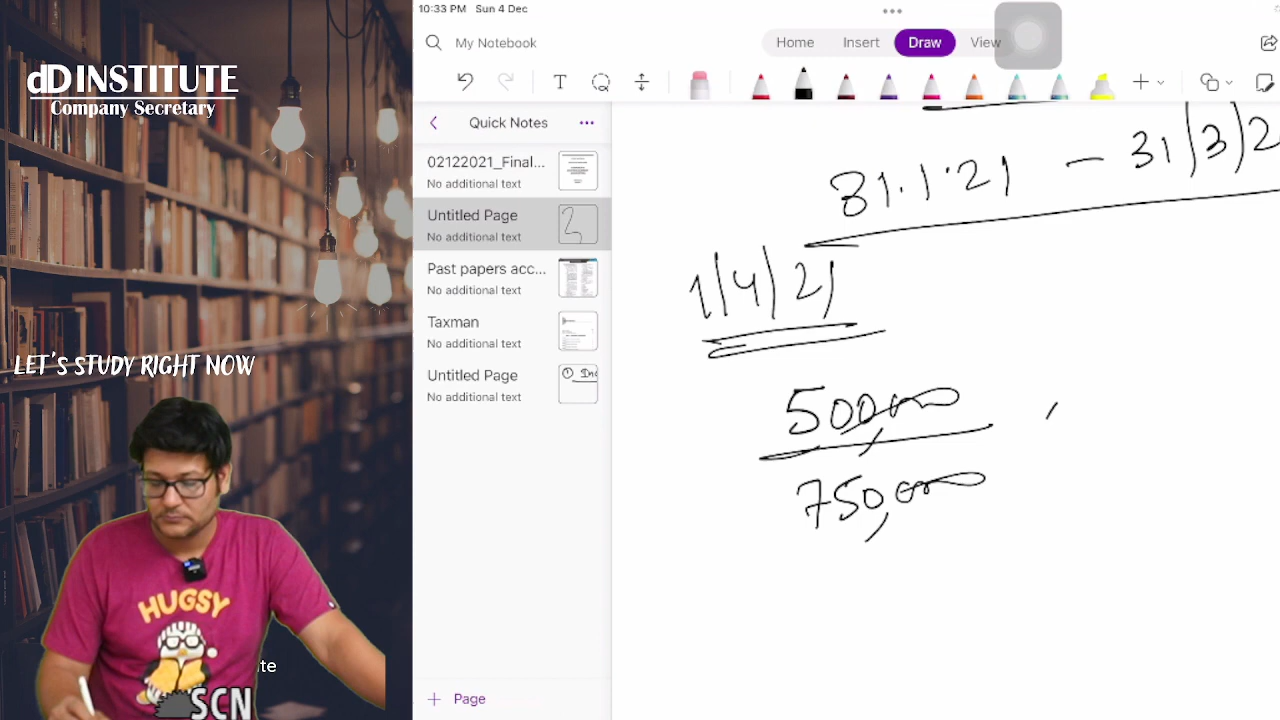 dD INSTITUTE
Company Secretary
LET'S STUDY RIGHT NOW
HUGSY
te
SCN
10:33 PM Sun 4 Dec
My Notebook
Home Insert Draw View
T
Quick Notes
02122021_Final...
No additional text
Untitled Page
No additional text
Past papers acc...
No additional text
Taxman
No additional text
Untitled Page
No additional text
+ Page
31.1.21 – 31/3/2
1/4/21
500,000
750,000